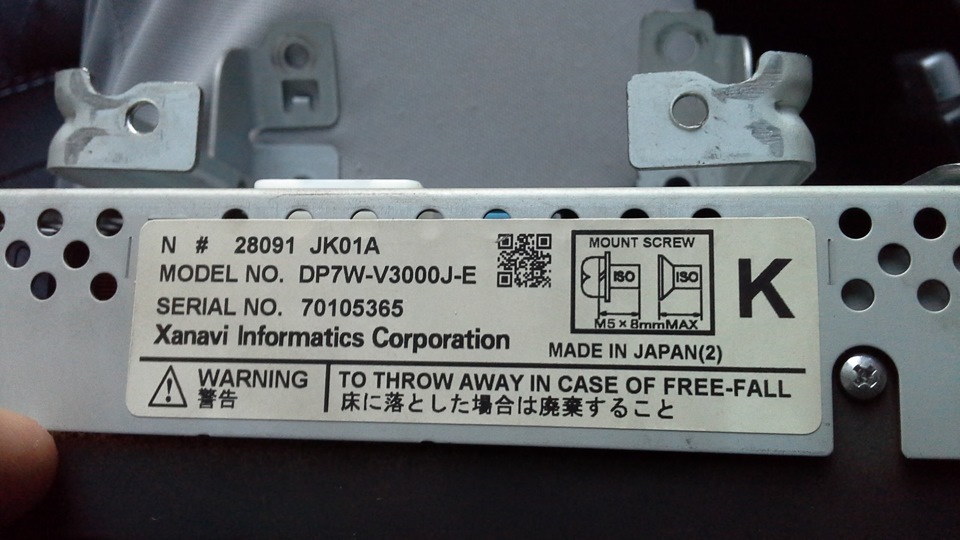 N # 28091 JK01A
MODEL NO. DP7W-V3000J-E
SERIAL NO. 70105365
Xanavi Informatics Corporation
MOUNT SCREW
ISO ISO
M5×8mmMAX
K
MADE IN JAPAN(2)
WARNING
警告
TO THROW AWAY IN CASE OF FREE-FALL
床に落とした場合は廃棄すること